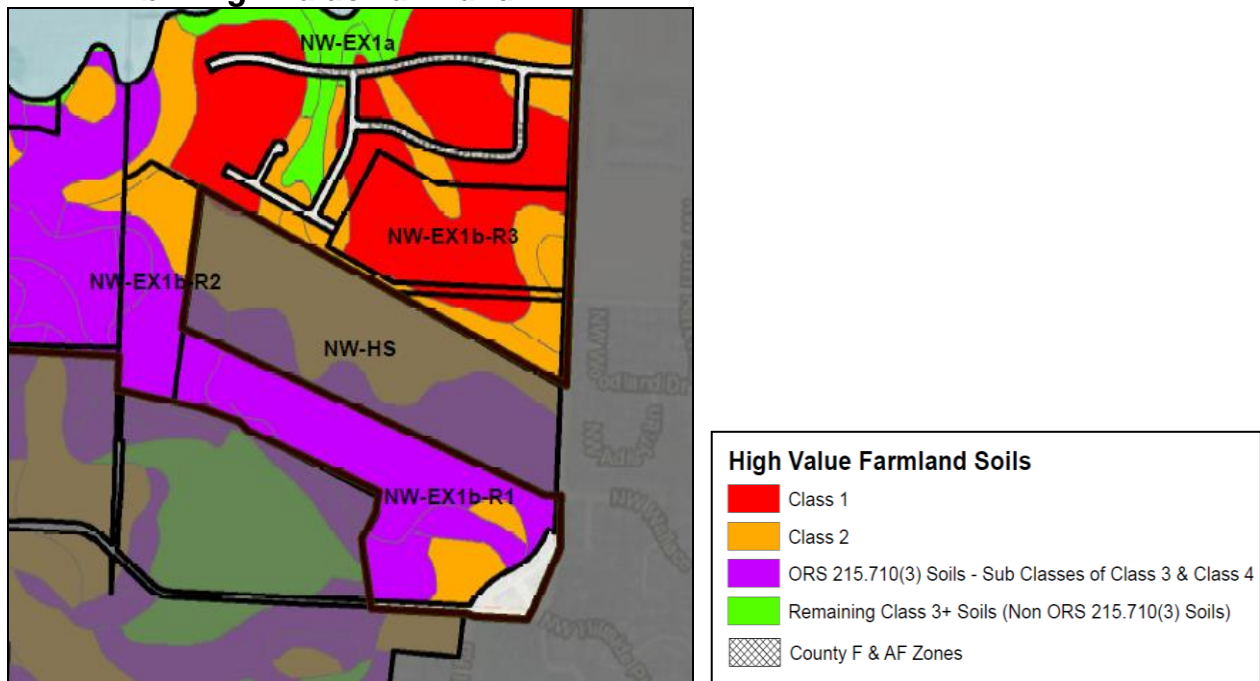 NW-EX1a
NW-EX1b-R3
NW-EX1b-R2
NW-HS
NW-EX1b-R1
High Value Farmland Soils
Class 1
Class 2
ORS 215.710(3) Soils - Sub Classes of Class 3 & Class 4
Remaining Class 3+ Soils (Non ORS 215.710(3) Soils)
County F & AF Zones